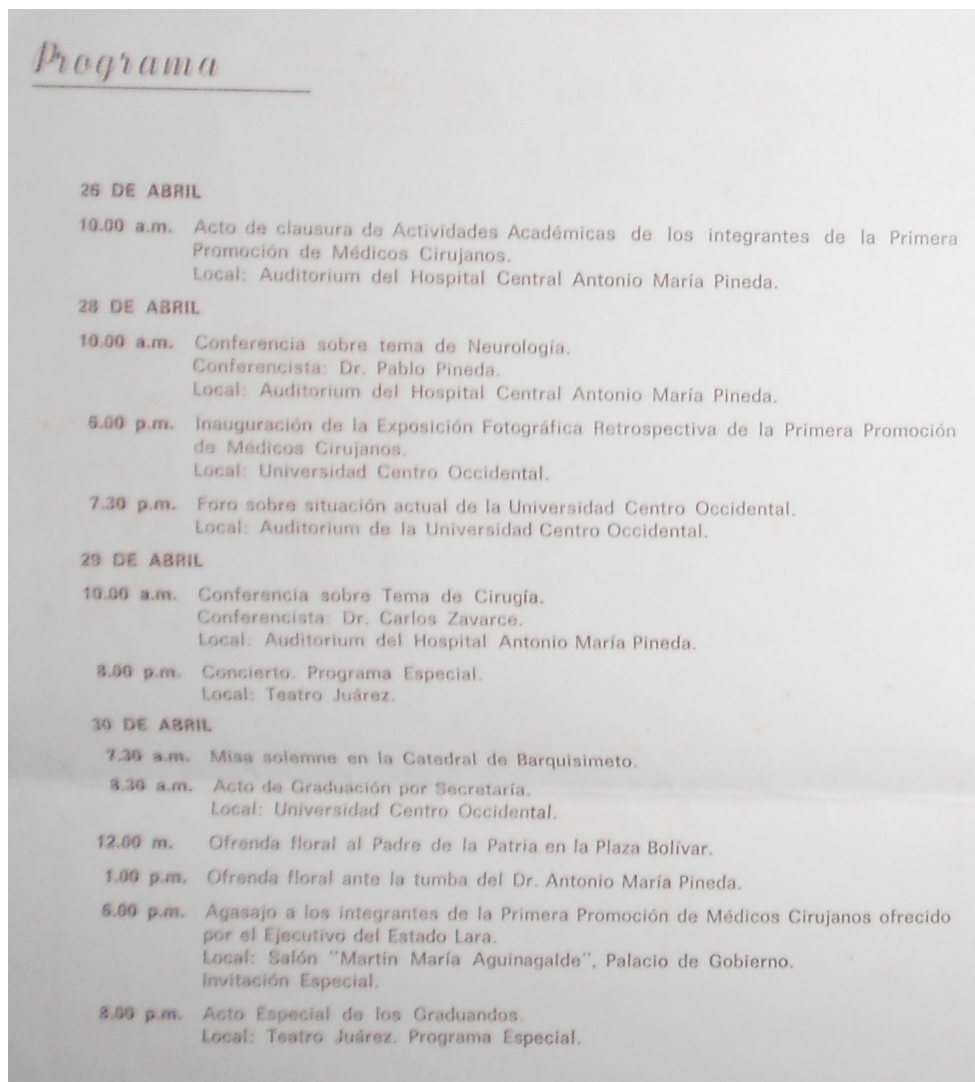 Programa
26 DE ABRIL
10.00 a.m. Acto de clausura de Actividades Académicas de los integrantes de la Primera
Promoción de Médicos Cirujanos.
Local: Auditorium del Hospital Central Antonio María Pineda.
28 DE ABRIL
10.00 a.m. Conferencia sobre tema de Neurología.
Conferencista: Dr. Pablo Pineda.
Local: Auditorium del Hospital Central Antonio María Pineda.
6.00 p.m. Inauguración de la Exposición Fotográfica Retrospectiva de la Primera Promoción
de Médicos Cirujanos.
Local: Universidad Centro Occidental.
7.30 p.m. Foro sobre situación actual de la Universidad Centro Occidental.
Local: Auditorium de la Universidad Centro Occidental.
29 DE ABRIL
10.00 a.m. Conferencia sobre Tema de Cirugía.
Conferencista: Dr. Carlos Zavarce.
Local: Auditorium del Hospital Antonio María Pineda.
8.00 p.m. Concierto. Programa Especial.
Local: Teatro Juárez.
30 DE ABRIL
7.30 a.m. Misa solemne en la Catedral de Barquisimeto.
8.30 a.m. Acto de Graduación por Secretaría.
Local: Universidad Centro Occidental.
12.00 m. Ofrenda floral al Padre de la Patria en la Plaza Bolívar.
1.00 p.m. Ofrenda floral ante la tumba del Dr. Antonio María Pineda.
6.00 p.m. Agasajo a los integrantes de la Primera Promoción de Médicos Cirujanos ofrecido
por el Ejecutivo del Estado Lara.
Local: Salón "Martín María Aguinagalde", Palacio de Gobierno.
Invitación Especial.
8.00 p.m. Acto Especial de los Graduandos.
Local: Teatro Juárez. Programa Especial.